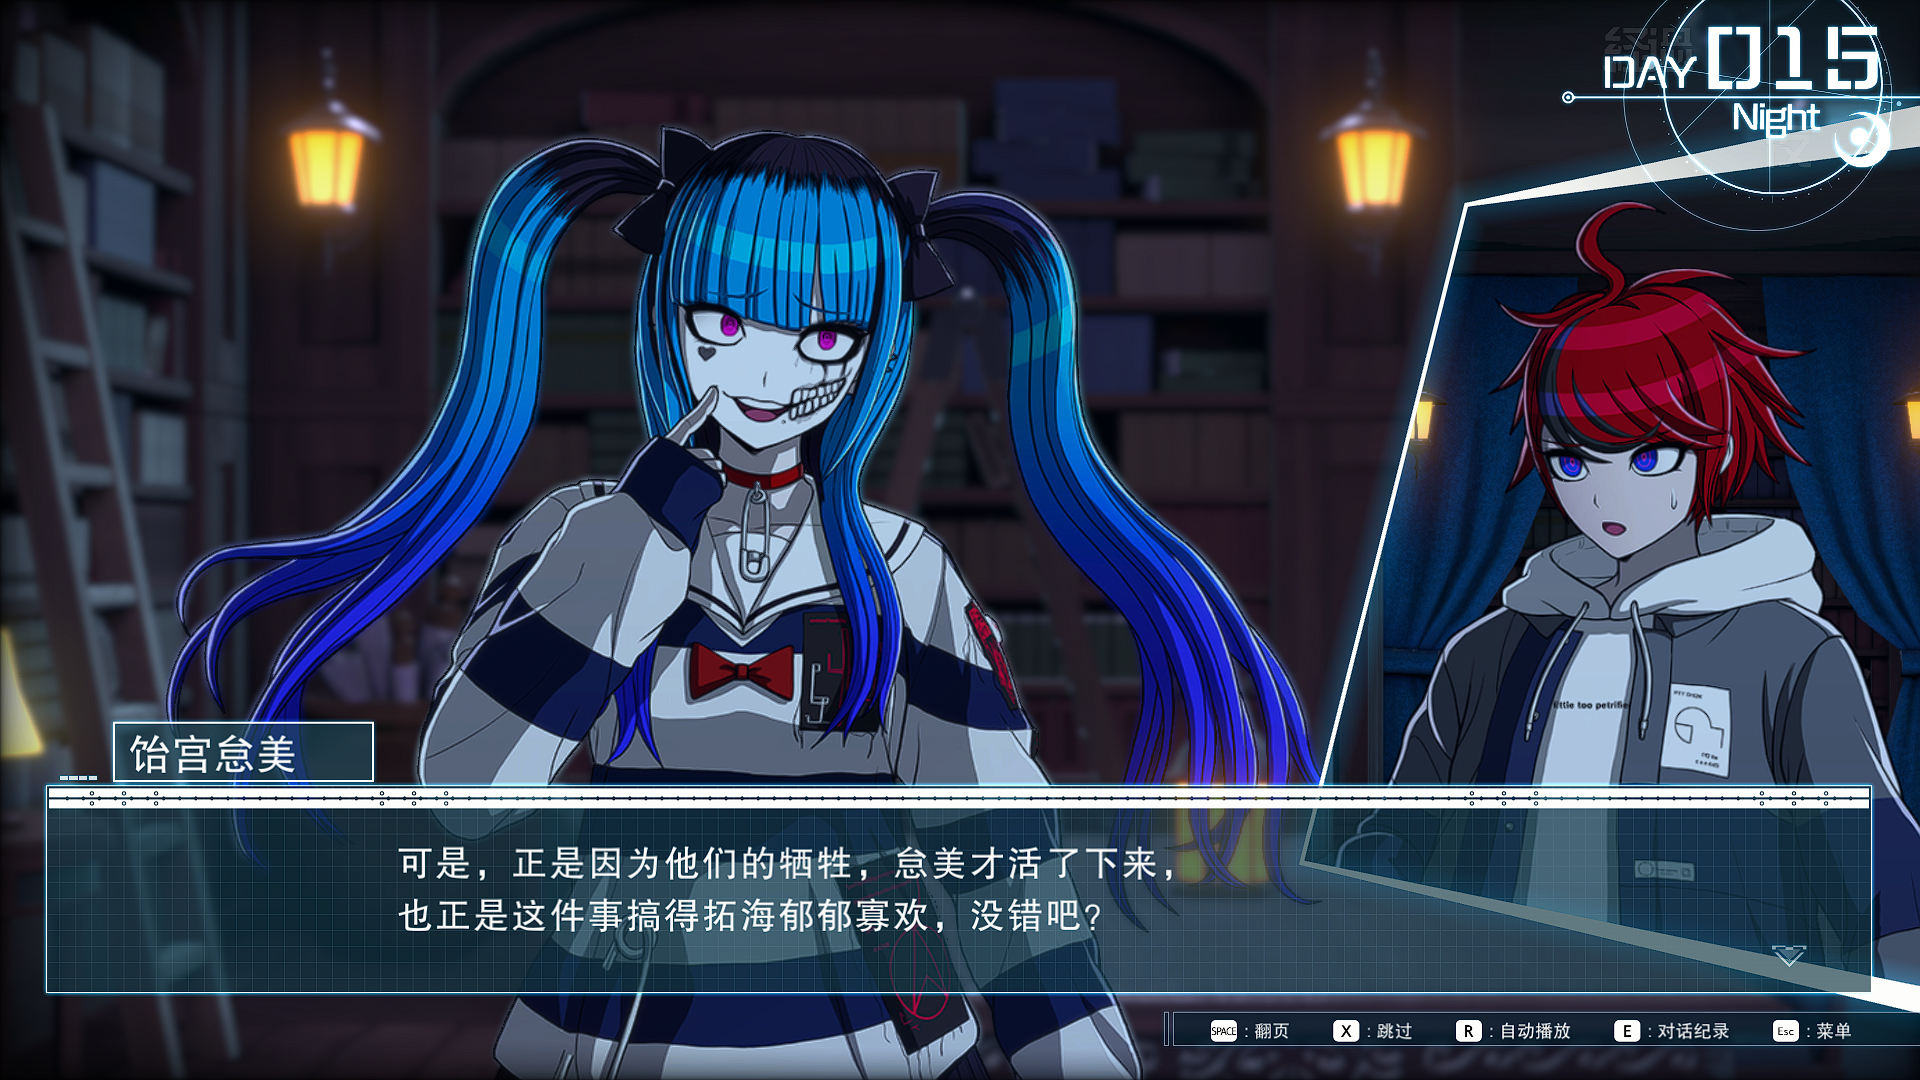 DAY 015
Night
little too petrifie
饴宫怠美
可是，正是因为他们的牺牲，怠美才活了下来，
也正是这件事搞得拓海郁郁寡欢，没错吧？
SPACE : 翻页 X : 跳过 R : 自动播放 E : 对话纪录 Esc : 菜单